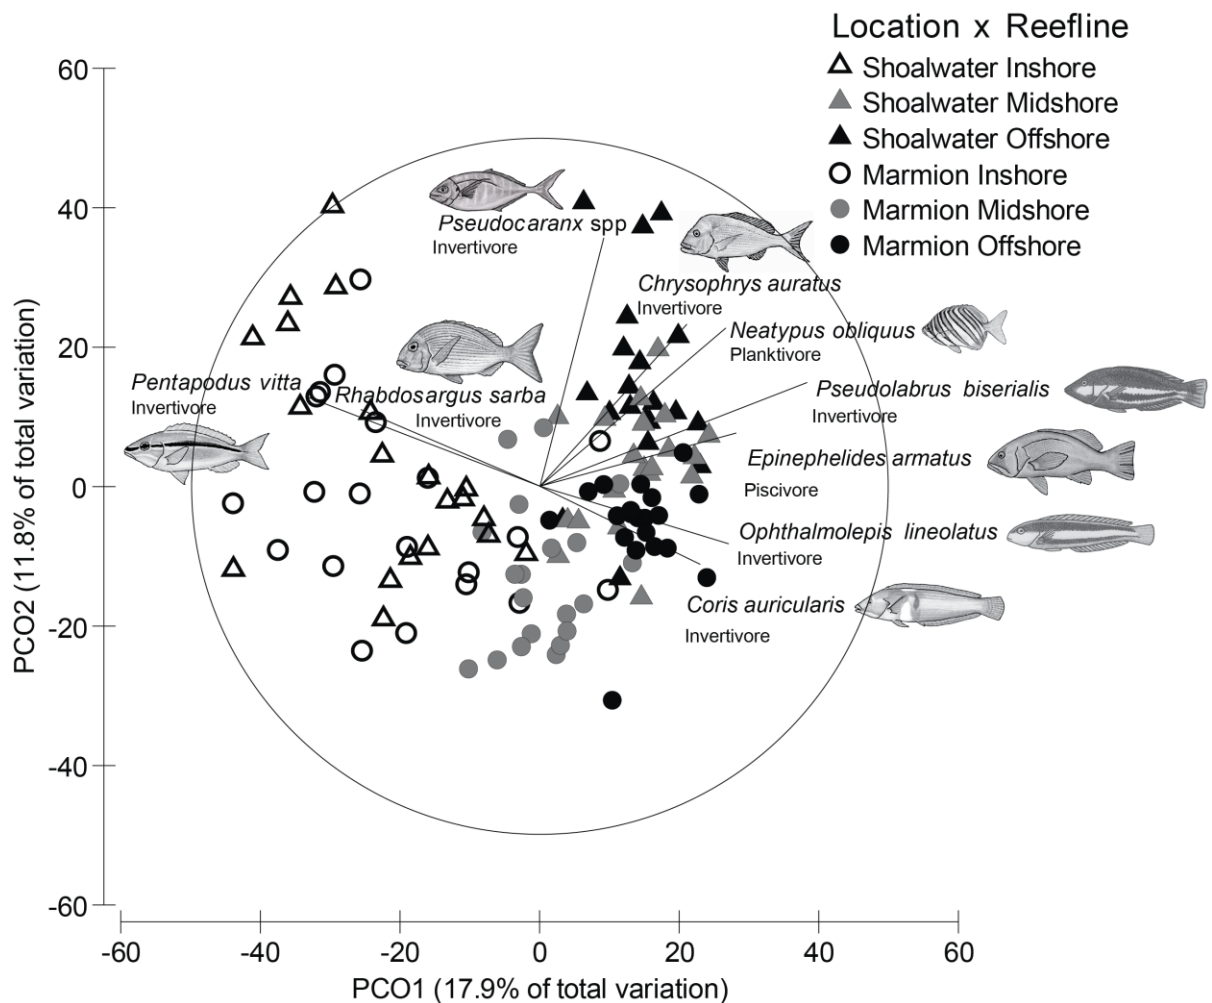 Location x Reefline
Shoalwater Inshore
Shoalwater Midshore
Shoalwater Offshore
Marmion Inshore
Marmion Midshore
Marmion Offshore
60
40
20
0
-20
-40
-60
PCO2 (11.8% of total variation)
Pseudocaranx spp
Invertivore
Chrysophrys auratus
Invertivore
Neatypus obliquus
Planktivore
Pentapodus vitta
Invertivore
Rhabdosargus sarba
Invertivore
Pseudolabrus biserialis
Invertivore
Epinephelides armatus
Piscivore
Ophthalmolepis lineolatus
Invertivore
Coris auricularis
Invertivore
-60
-40
-20
0
20
40
60
PCO1 (17.9% of total variation)